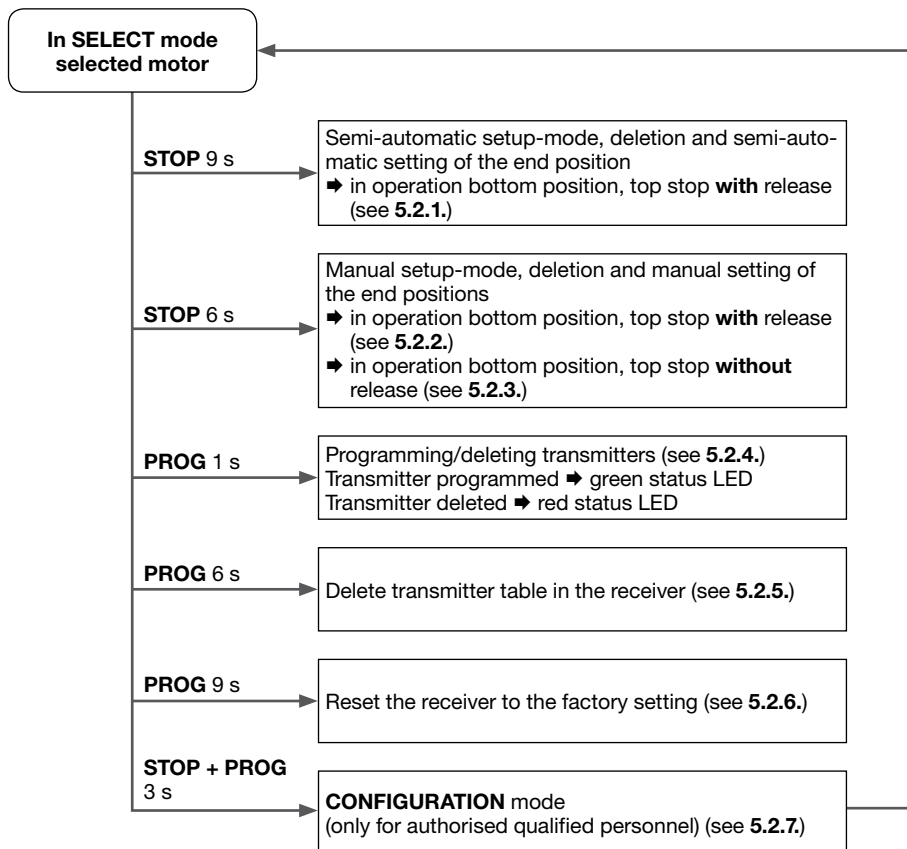 In SELECT mode
selected motor
STOP 9 s
Semi-automatic setup-mode, deletion and semi-auto-
matic setting of the end position
➡ in operation bottom position, top stop with release
(see 5.2.1.)
STOP 6 s
Manual setup-mode, deletion and manual setting of
the end positions
➡ in operation bottom position, top stop with release
(see 5.2.2.)
➡ in operation bottom position, top stop without
release (see 5.2.3.)
PROG 1 s
Programming/deleting transmitters (see 5.2.4.)
Transmitter programmed ➡ green status LED
Transmitter deleted ➡ red status LED
PROG 6 s
Delete transmitter table in the receiver (see 5.2.5.)
PROG 9 s
Reset the receiver to the factory setting (see 5.2.6.)
STOP + PROG
3 s
CONFIGURATION mode
(only for authorised qualified personnel) (see 5.2.7.)